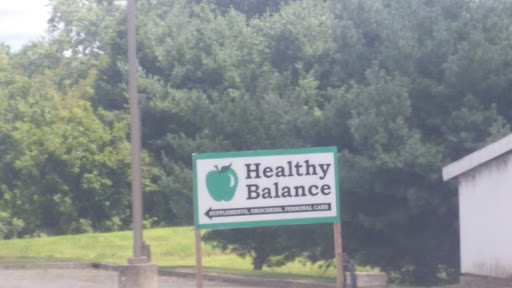 Healthy
Balance
SUPPLEMENTS, GROCERIES, PERSONAL CARE